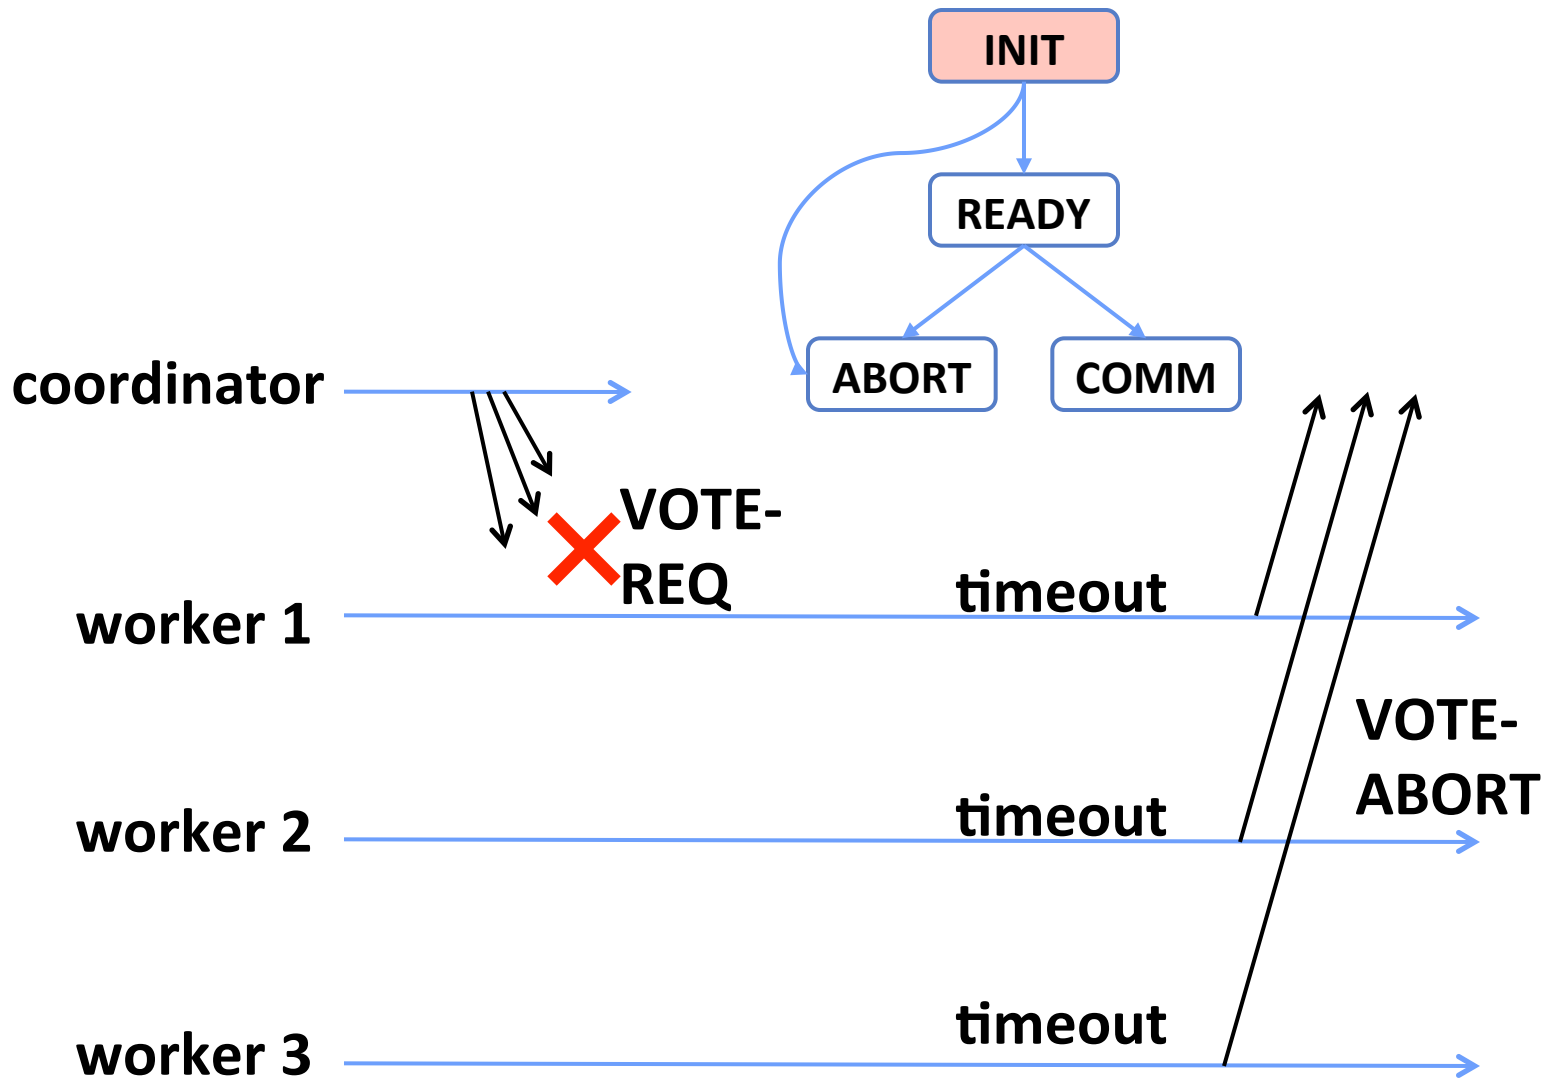 INIT
READY
ABORT
COMM
coordinator
VOTE-
REQ
timeout
worker 1
VOTE-
ABORT
timeout
worker 2
timeout
worker 3